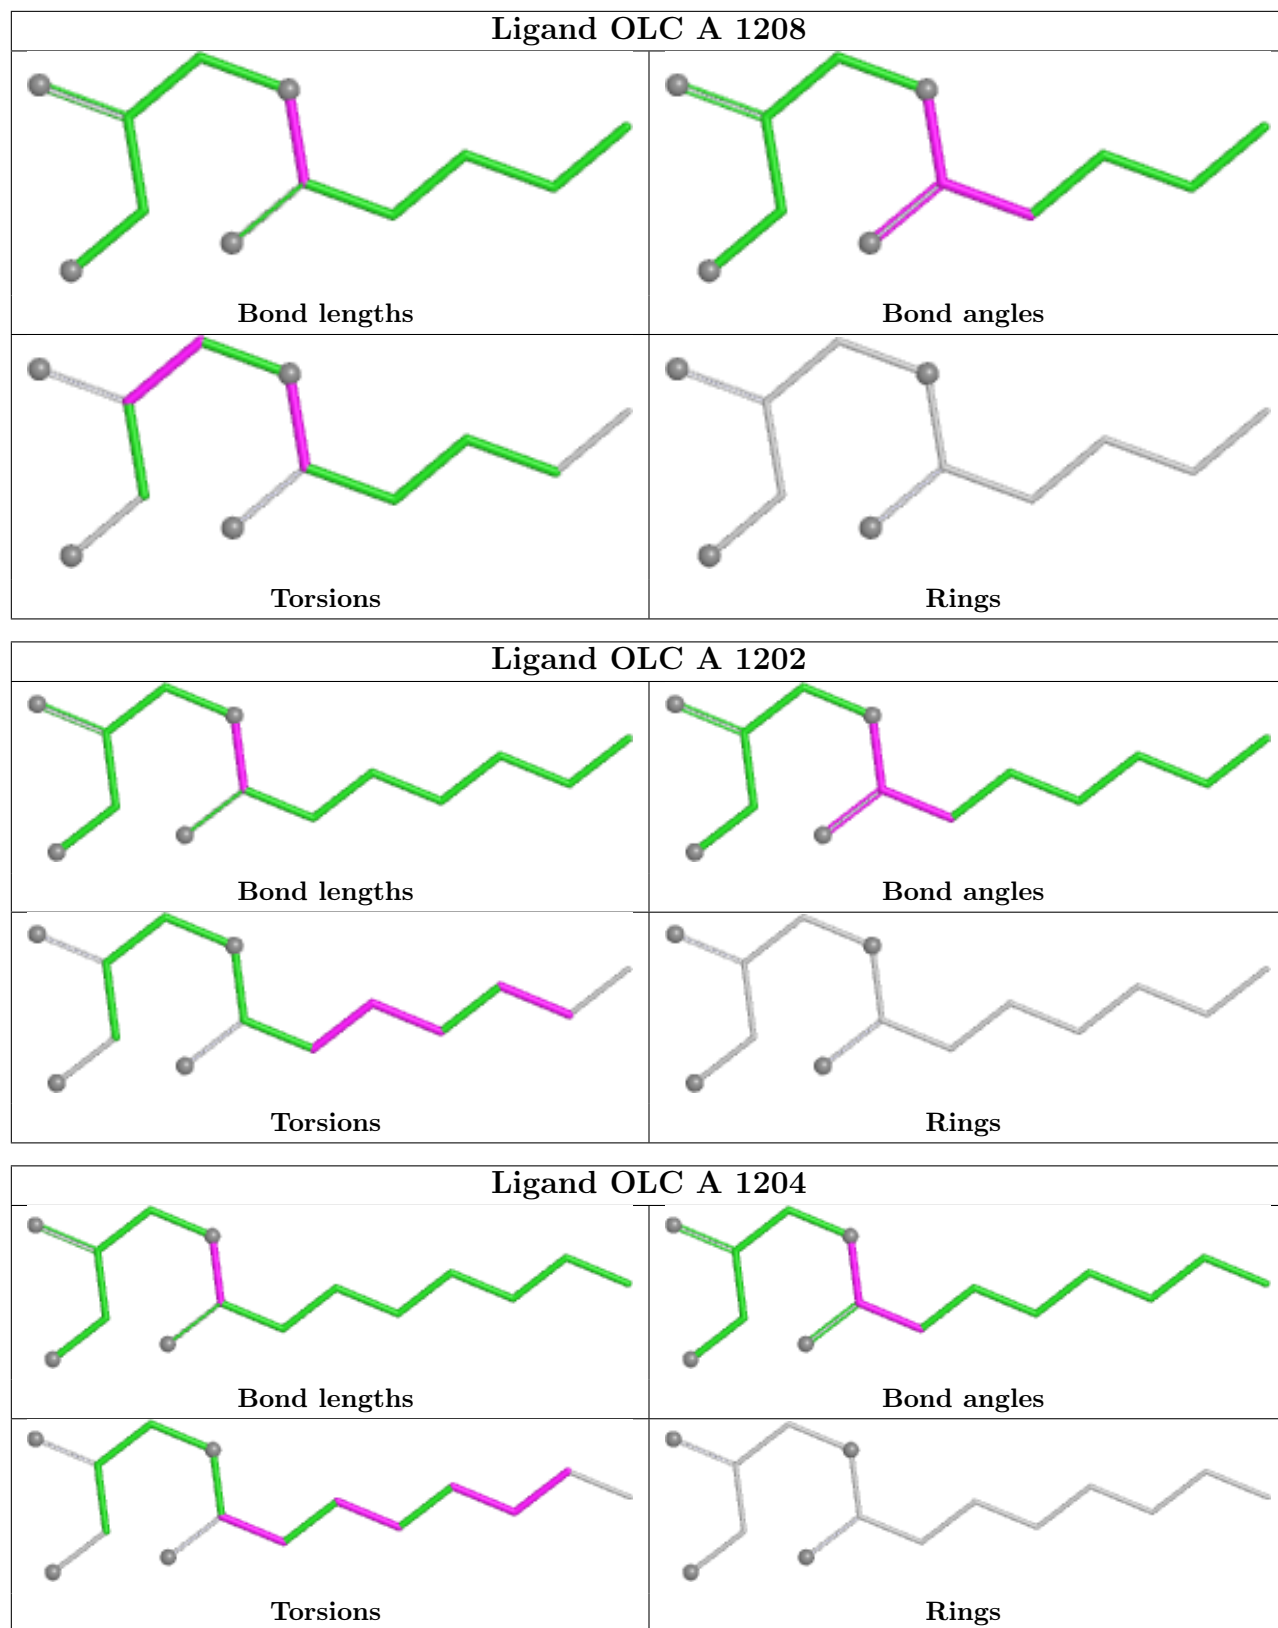 Ligand OLC A 1208
Bond lengths
Bond angles
Torsions
Rings
Ligand OLC A 1202
Bond lengths
Bond angles
Torsions
Rings
Ligand OLC A 1204
Bond lengths
Bond angles
Torsions
Rings